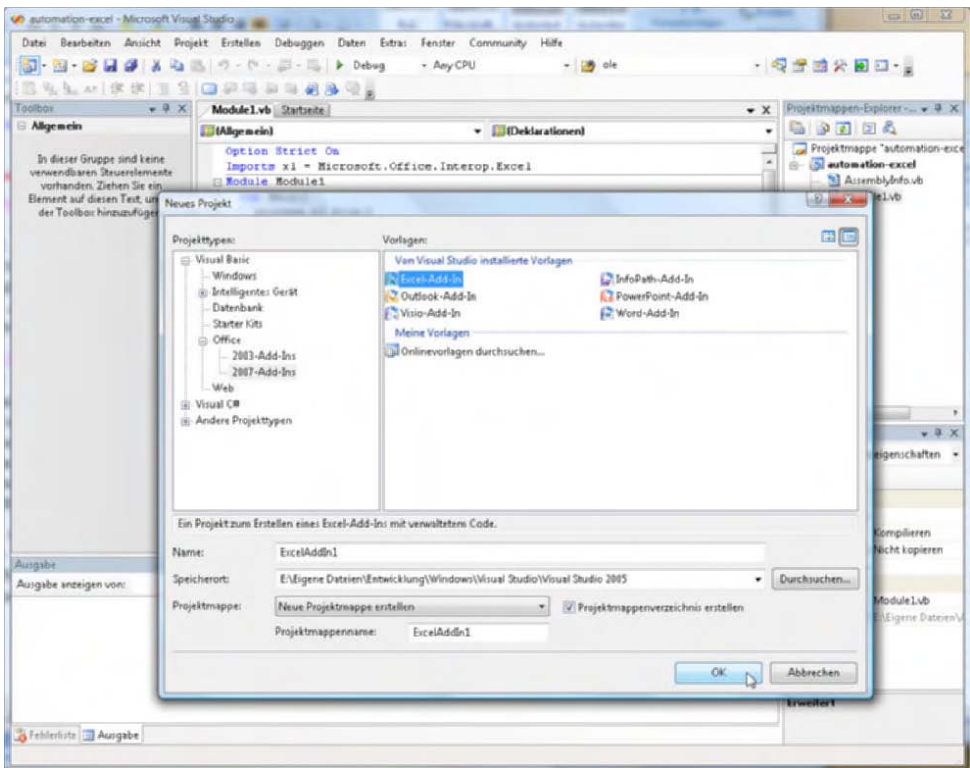 automation-excel - Microsoft Visual Studio
Datei Bearbeiten Ansicht Projekt Erstellen Debuggen Daten Extras Fenster Community Hilfe
Debug Any CPU ole
Toolbox
Allgemein
In dieser Gruppe sind keine
verwendbaren Steuerelemente
vorhanden. Ziehen Sie ein
Element auf diesen Text, um
der Toolbox hinzuzufügen
Module1.vb Startseite
(Allgemein) (Deklarationen)
Option Strict On
Imports xl = Microsoft.Office.Interop.Excel
Module Module1
Projektmappen-Explorer -...
Projektmappe "automation-exce
automation-excel
AssemblyInfo.vb
le1.vb
Neues Projekt
Projekttypen:
Visual Basic
Windows
Intelligentes Gerät
Datenbank
Starter Kits
Office
2003-Add-Ins
2007-Add-Ins
Web
Visual C#
Andere Projekttypen
Vorlagen:
Von Visual Studio installierte Vorlagen
Excel-Add-In InfoPath-Add-In
Outlook-Add-In PowerPoint-Add-In
Visio-Add-In Word-Add-In
Meine Vorlagen
Onlinevorlagen durchsuchen...
Ein Projekt zum Erstellen eines Excel-Add-Ins mit verwaltetem Code.
Name: ExcelAddIn1
Speicherort: E:\Eigene Dateien\Entwicklung\Windows\Visual Studio\Visual Studio 2005 Durchsuchen...
Projektmappe: Neue Projektmappe erstellen Projektmappenverzeichnis erstellen
Projektmappenname: ExcelAddIn1
OK Abbrechen
eigenschaften
Kompilieren
Nicht kopieren
Module1.vb
E:\Eigene Dateien\
Erweitert
Ausgabe
Ausgabe anzeigen von:
Fehlerliste Ausgabe